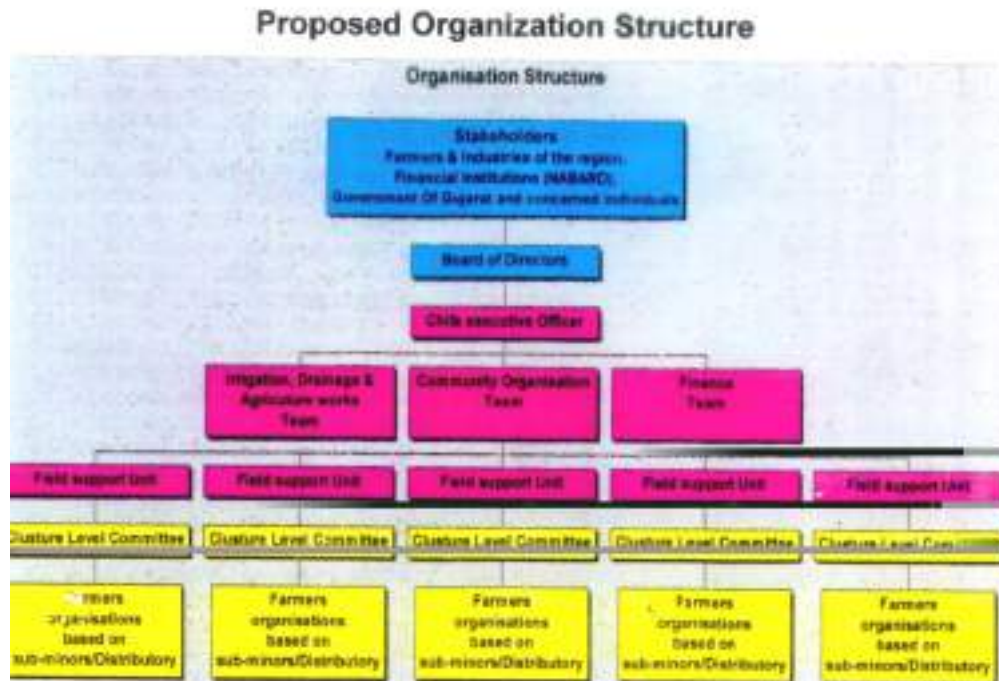 Proposed Organization Structure
Organisation Structure
Stakeholders
Farmers & Industries of the region,
Financial Institutions (NABARD),
Government Of Gujarat and concerned individuals
Board of Directors
Chife executive Officer
Irrigation, Drainage &
Agriculture works
Team
Community Organisation
Team
Finance
Team
Field support Unit
Field support Unit
Field support Unit
Field support Unit
Field support Unit
Clusture Level Committee
Clusture Level Committee
Clusture Level Committee
Clusture Level Committee
Clusture Level
Farmers
organisations
based on
sub-minors/Distributory
Farmers
organisations
based on
sub-minors/Distributory
Farmers
organisations
based on
sub-minors/Distributory
Farmers
organisations
based on
sub-minors/Distributory
Farmers
organisations
based on
sub-minors/Distributory